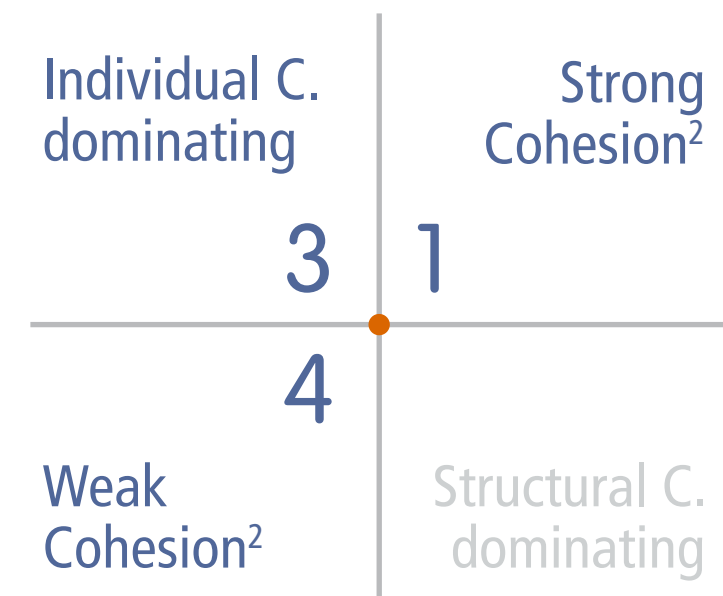 Individual C.
dominating
3
Strong
Cohesion²
1
4
Weak
Cohesion²
Structural C.
dominating